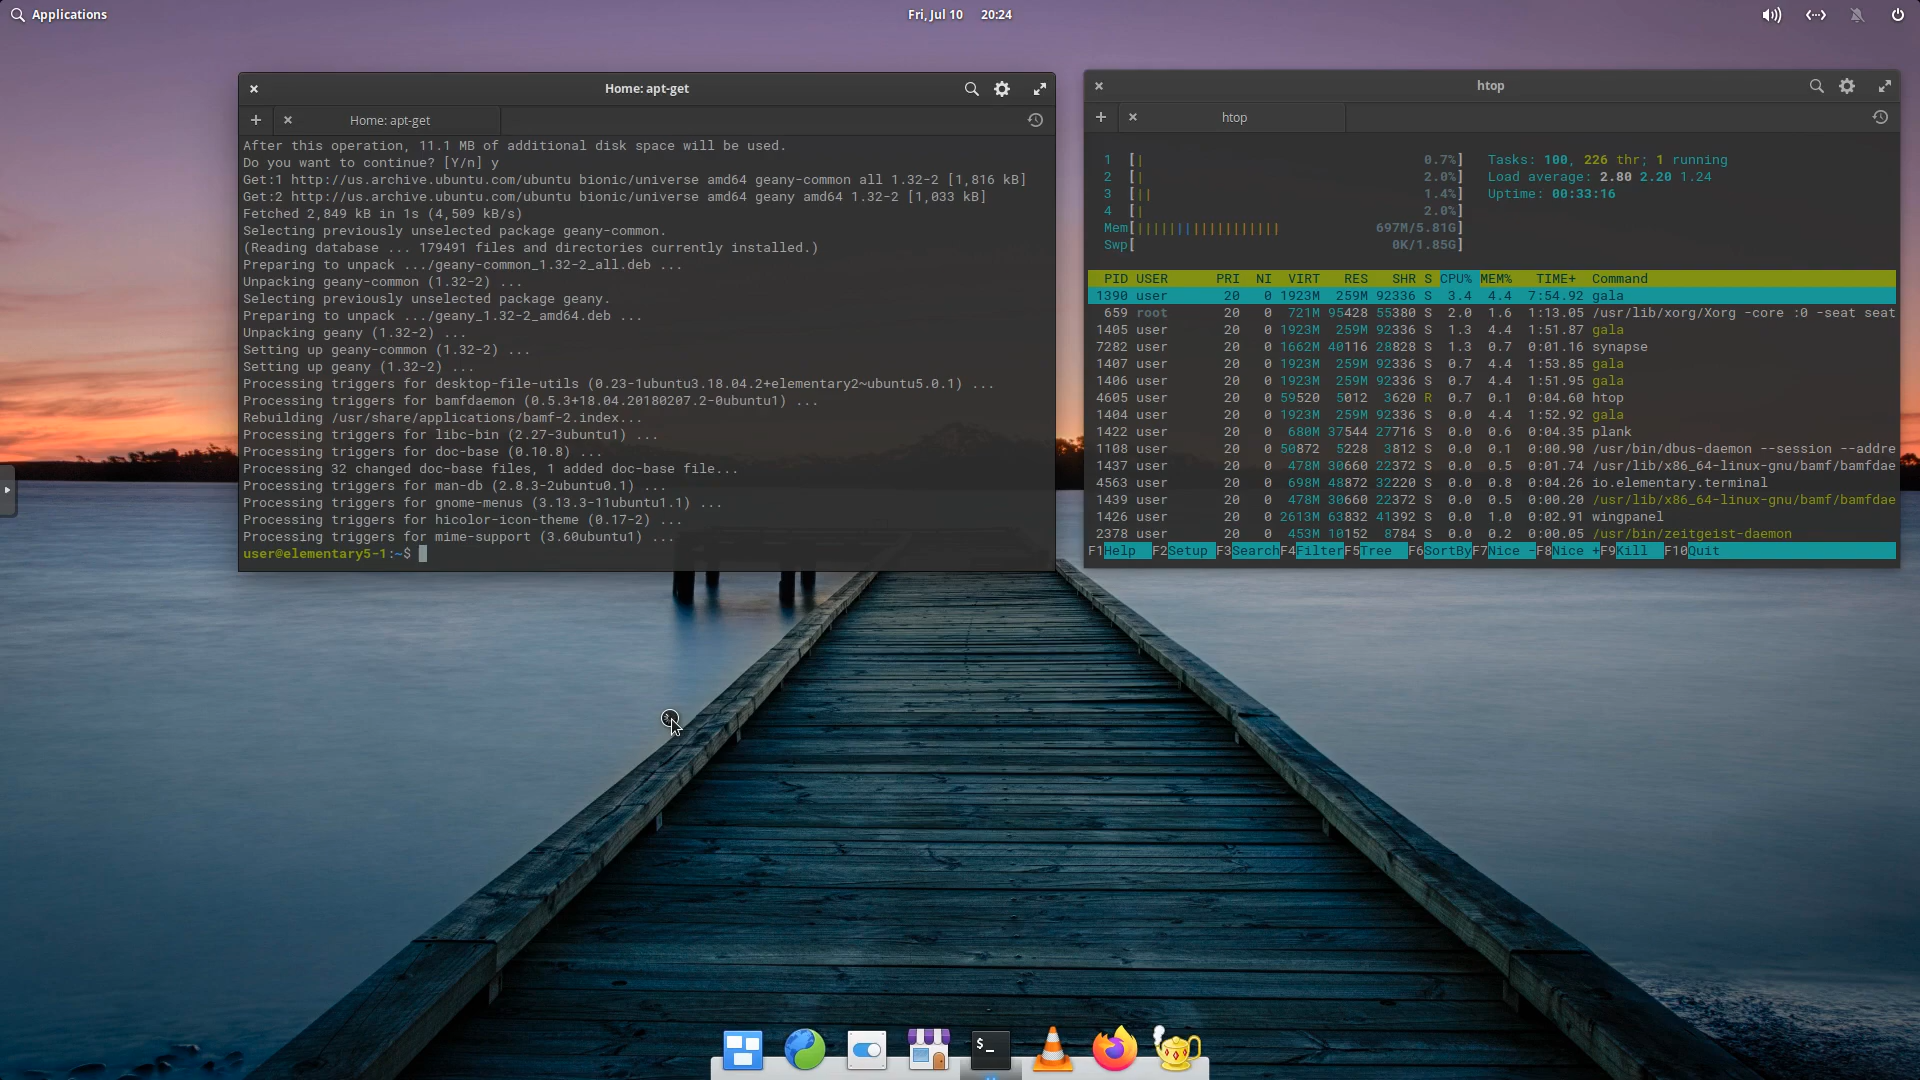 Applications
Fri, Jul 10 20:24
Home: apt-get
Home: apt-get
After this operation, 11.1 MB of additional disk space will be used.
Do you want to continue? [Y/n] y
Get:1 http://us.archive.ubuntu.com/ubuntu bionic/universe amd64 geany-common all 1.32-2 [1,816 kB]
Get:2 http://us.archive.ubuntu.com/ubuntu bionic/universe amd64 geany amd64 1.32-2 [1,033 kB]
Fetched 2,849 kB in 1s (4,509 kB/s)
Selecting previously unselected package geany-common.
(Reading database ... 179491 files and directories currently installed.)
Preparing to unpack .../geany-common_1.32-2_all.deb ...
Unpacking geany-common (1.32-2) ...
Selecting previously unselected package geany.
Preparing to unpack .../geany_1.32-2_amd64.deb ...
Unpacking geany (1.32-2) ...
Setting up geany-common (1.32-2) ...
Setting up geany (1.32-2) ...
Processing triggers for desktop-file-utils (0.23-1ubuntu3.18.04.2+elementary2~ubuntu5.0.1) ...
Processing triggers for bamfdaemon (0.5.3+18.04.20180207.2-0ubuntu1) ...
Rebuilding /usr/share/applications/bamf-2.index...
Processing triggers for libc-bin (2.27-3ubuntu1) ...
Processing triggers for doc-base (0.10.8) ...
Processing 32 changed doc-base files, 1 added doc-base file...
Processing triggers for man-db (2.8.3-2ubuntu0.1) ...
Processing triggers for gnome-menus (3.13.3-11ubuntu1.1) ...
Processing triggers for hicolor-icon-theme (0.17-2) ...
Processing triggers for mime-support (3.60ubuntu1) ...
user@elementary5-1:~$
htop
htop
1 [| 0.7%] Tasks: 100, 226 thr; 1 running
2 [| 2.0%] Load average: 2.80 2.20 1.24
3 [|| 1.4%] Uptime: 00:33:16
4 [| 2.0%]
Mem[|||||||||||||||||| 697M/5.81G]
Swp[ 0K/1.85G]
PID USER PRI NI VIRT RES SHR S CPU% MEM% TIME+ Command
1390 user 20 0 1923M 259M 92336 S 3.4 4.4 7:54.92 gala
659 root 20 0 721M 95428 55380 S 2.0 1.6 1:13.05 /usr/lib/xorg/Xorg -core :0 -seat seat
1405 user 20 0 1923M 259M 92336 S 1.3 4.4 1:51.87 gala
7282 user 20 0 1662M 40116 28828 S 1.3 0.7 0:01.16 synapse
1407 user 20 0 1923M 259M 92336 S 0.7 4.4 1:53.85 gala
1406 user 20 0 1923M 259M 92336 S 0.7 4.4 1:51.95 gala
4605 user 20 0 59520 5012 3620 R 0.7 0.1 0:04.60 htop
1404 user 20 0 1923M 259M 92336 S 0.0 4.4 1:52.92 gala
1422 user 20 0 680M 37544 27716 S 0.0 0.6 0:04.35 plank
1108 user 20 0 50872 5228 3812 S 0.0 0.1 0:00.90 /usr/bin/dbus-daemon --session --addre
1437 user 20 0 478M 30660 22372 S 0.0 0.5 0:01.74 /usr/lib/x86_64-linux-gnu/bamf/bamfdae
4563 user 20 0 698M 48872 32220 S 0.0 0.8 0:04.26 io.elementary.terminal
1439 user 20 0 478M 30660 22372 S 0.0 0.5 0:00.20 /usr/lib/x86_64-linux-gnu/bamf/bamfdae
1426 user 20 0 2613M 63832 41392 S 0.0 1.0 0:02.91 wingpanel
2378 user 20 0 453M 10152 8784 S 0.0 0.2 0:00.05 /usr/bin/zeitgeist-daemon
F1Help F2Setup F3SearchF4FilterF5Tree F6SortByF7Nice -F8Nice +F9Kill F10Quit
$_